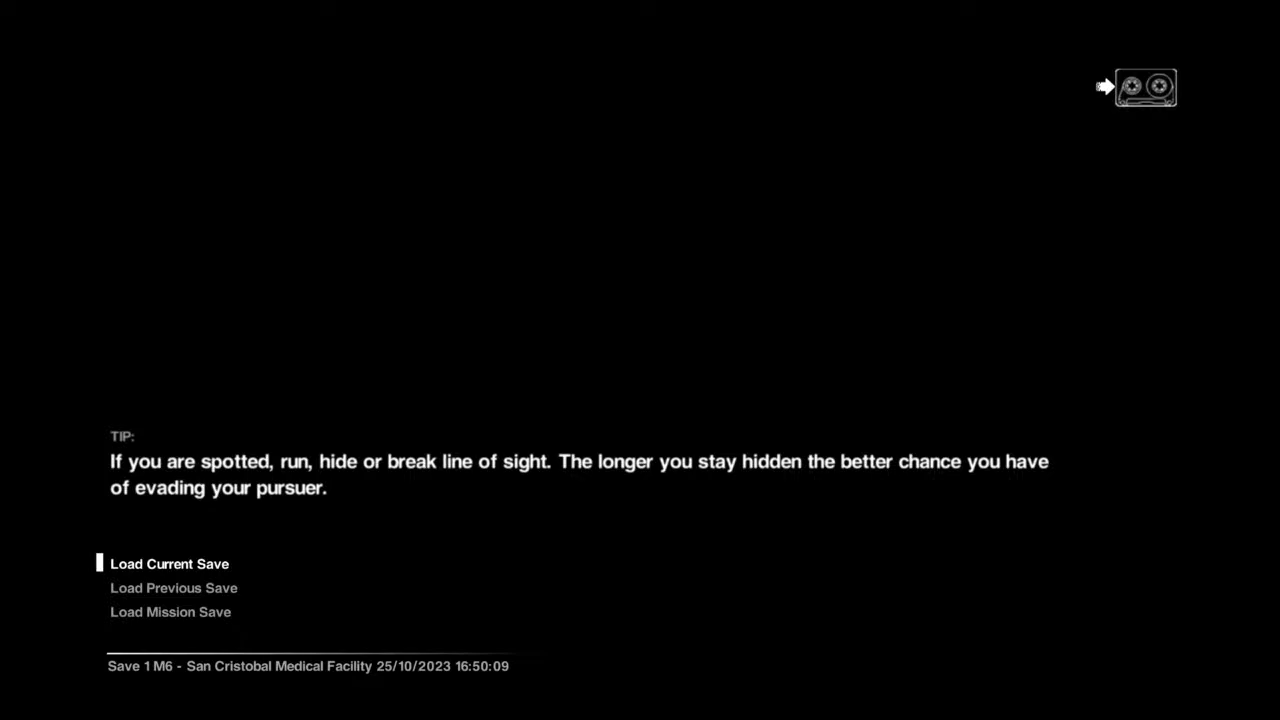 TIP:
If you are spotted, run, hide or break line of sight. The longer you stay hidden the better chance you have
of evading your pursuer.
Load Current Save
Load Previous Save
Load Mission Save
Save 1 M6 - San Cristobal Medical Facility 25/10/2023 16:50:09